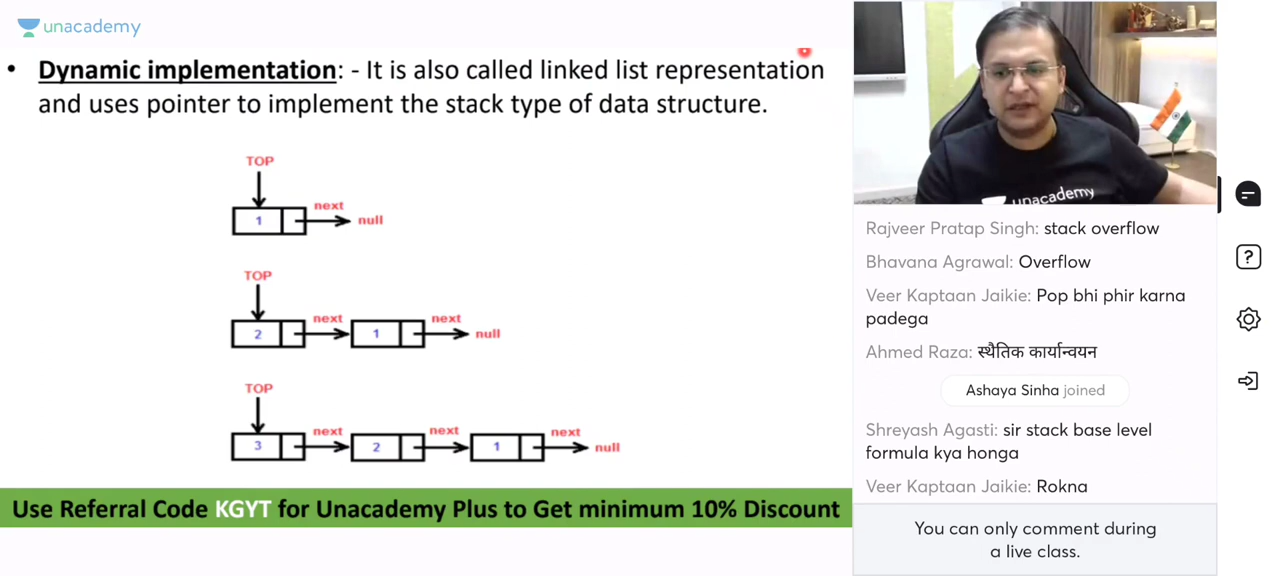 unacademy
• Dynamic implementation: - It is also called linked list representation
and uses pointer to implement the stack type of data structure.
TOP
next
1
null
TOP
next
next
2
1
null
TOP
next
next
next
3
2
1
null
Use Referral Code KGYT for Unacademy Plus to Get minimum 10% Discount
unacademy
Rajveer Pratap Singh: stack overflow
Bhavana Agrawal: Overflow
Veer Kaptaan Jaikie: Pop bhi phir karna
padega
Ahmed Raza: स्थैतिक कार्यान्वयन
Ashaya Sinha joined
Shreyash Agasti: sir stack base level
formula kya honga
Veer Kaptaan Jaikie: Rokna
You can only comment during
a live class.
?